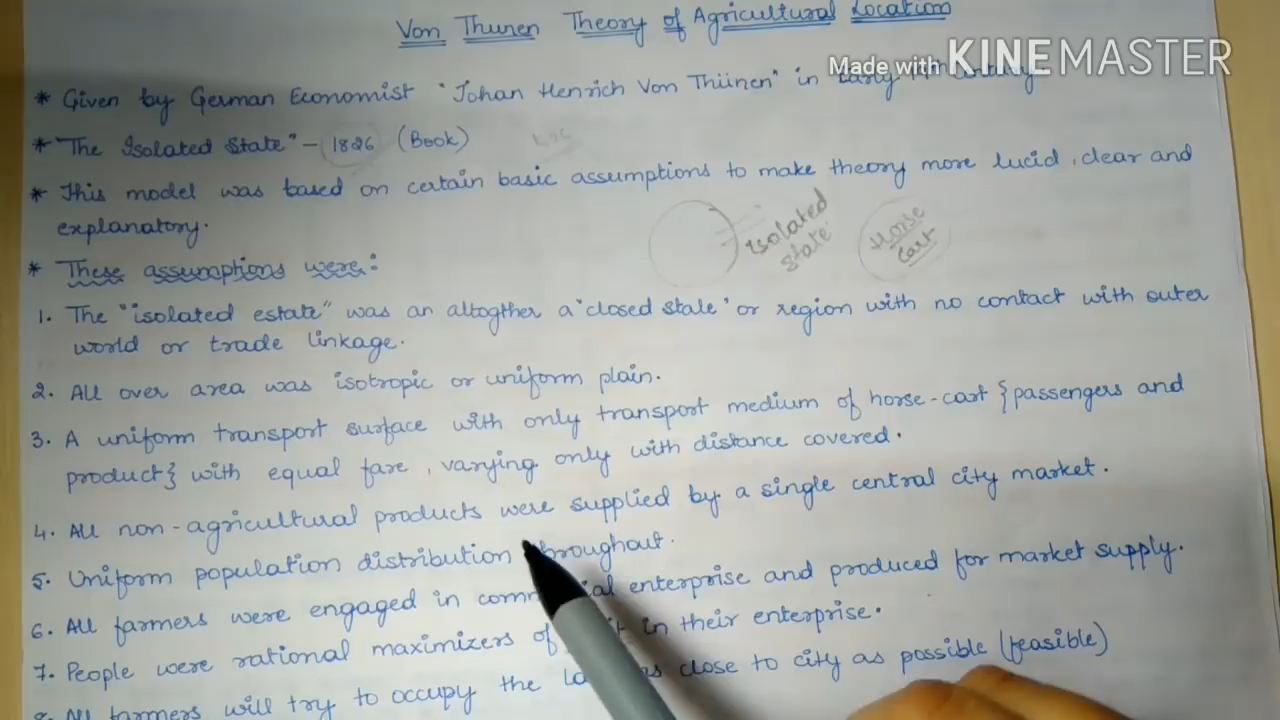 Von Thunen Theory of Agricultural Location
Made with KINEMASTER
* Given by German Economist "Johan Henrich Von Thünen" in Early 19th Century
* "The Isolated State" – 1826 (Book)
* This model was based on certain basic assumptions to make theory more lucid, clear and
explanatory.
Isolated
state
Horse
cart
* These assumptions were:
1. The "isolated estate" was an altogther a "closed state" or region with no contact with outer
world or trade linkage.
2. All over area was isotropic or uniform plain.
3. A uniform transport surface with only transport medium of horse-cart {passengers and
product} with equal fare, varying only with distance covered.
4. All non-agricultural products were supplied by a single central city market.
5. Uniform population distribution throughout.
6. All farmers were engaged in commercial enterprise and produced for market supply.
7. People were rational maximizers of in their enterprise.
8. All farmers will try to occupy the as close to city as possible (feasible)